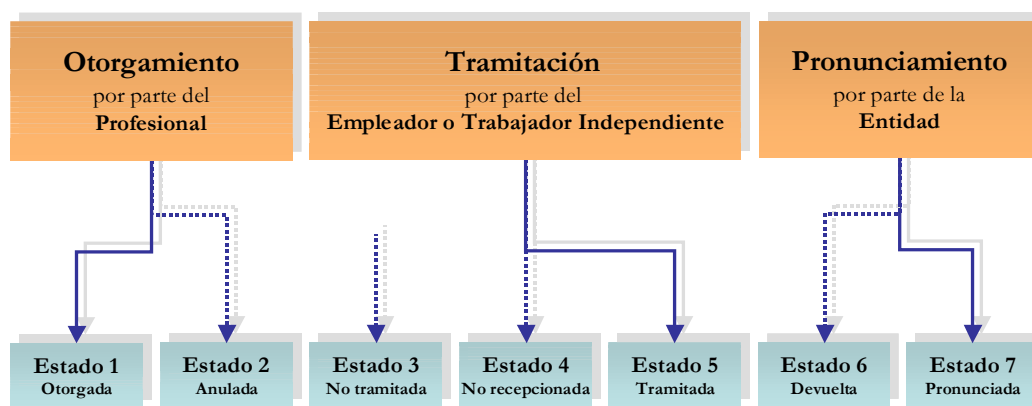 Otorgamiento
por parte del
Profesional
Tramitación
por parte del
Empleador o Trabajador Independiente
Pronunciamiento
por parte de la
Entidad
Estado 1
Otorgada
Estado 2
Anulada
Estado 3
No tramitada
Estado 4
No recepcionada
Estado 5
Tramitada
Estado 6
Devuelta
Estado 7
Pronunciada